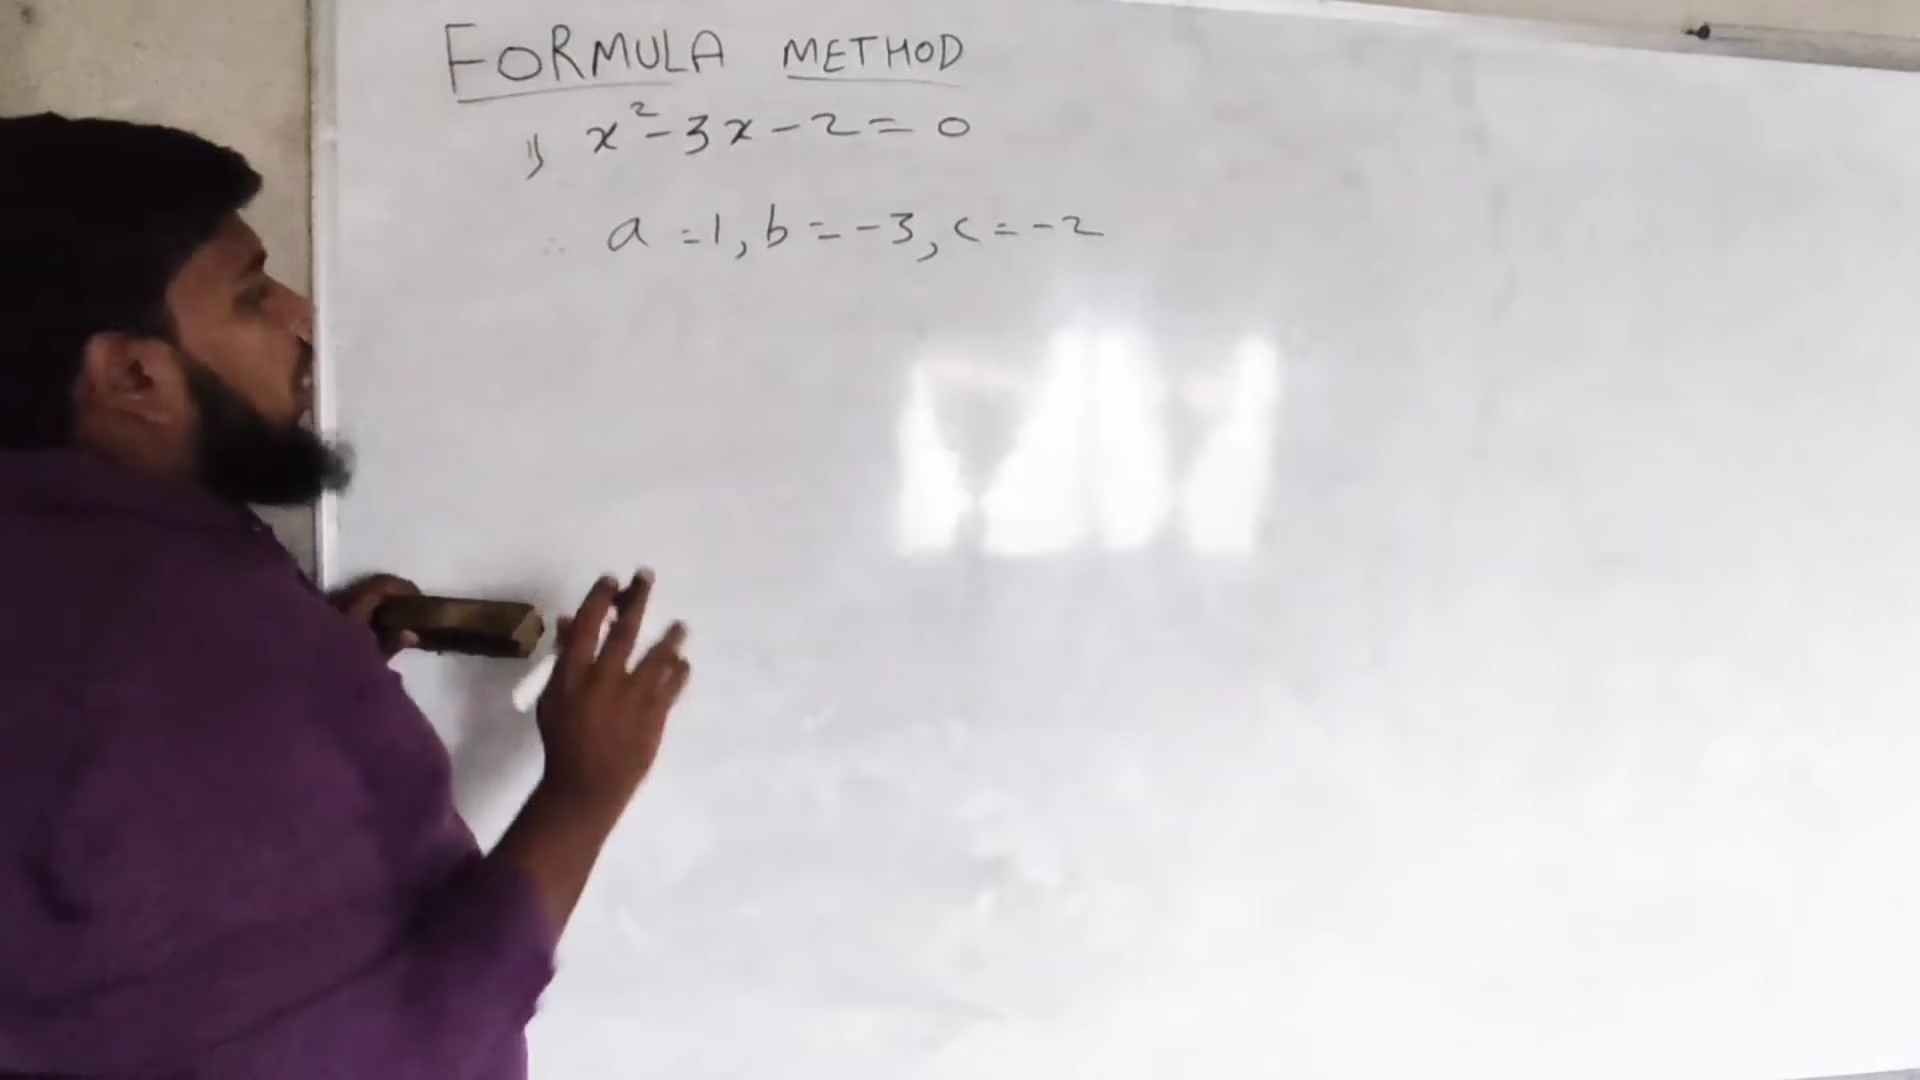 FORMULA METHOD
1) x² - 3x - 2 = 0
∴ a = 1, b = -3, c = -2